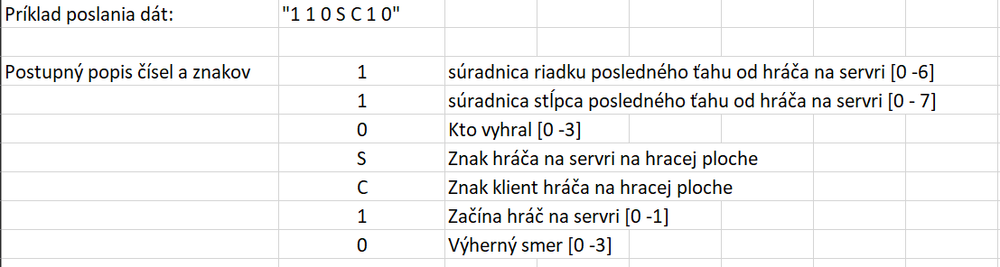 Príklad poslania dát: "1 1 0 S C 1 0"
Postupný popis čísel a znakov 1 súradnica riadku posledného ťahu od hráča na servri [0 -6]
1 súradnica stĺpca posledného ťahu od hráča na servri [0 - 7]
0 Kto vyhral [0 -3]
S Znak hráča na servri na hracej ploche
C Znak klient hráča na hracej ploche
1 Začína hráč na servri [0 -1]
0 Výherný smer [0 -3]